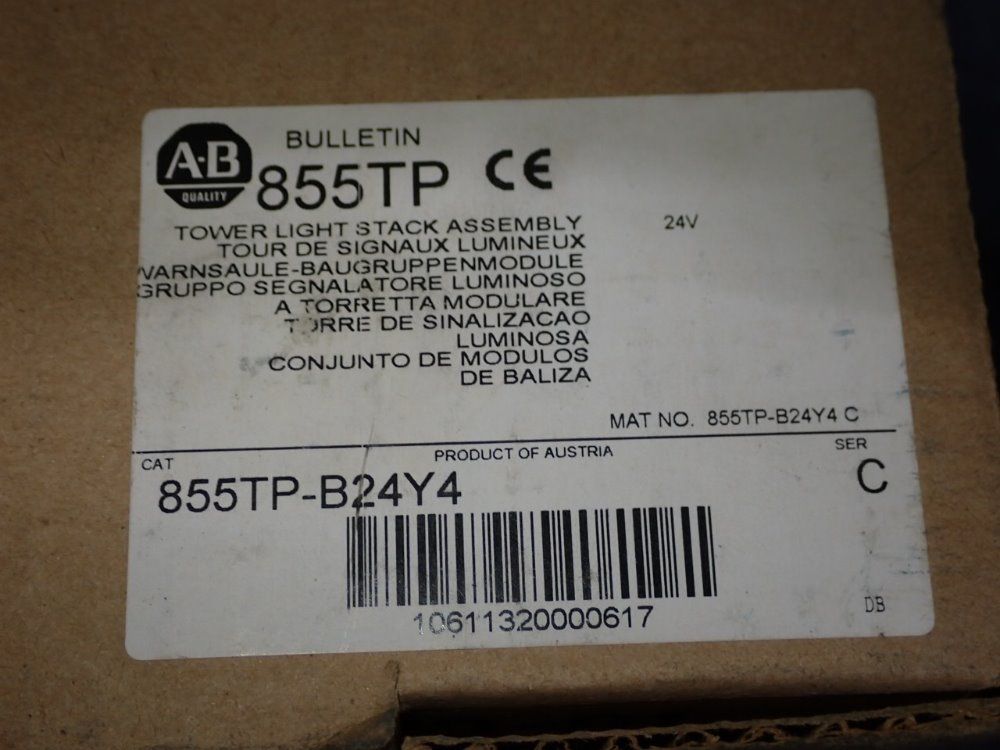 A-B
QUALITY
BULLETIN
855TP CE
TOWER LIGHT STACK ASSEMBLY 24V
TOUR DE SIGNAUX LUMINEUX
WARNSAULE-BAUGRUPPENMODULE
GRUPPO SEGNALATORE LUMINOSO
A TORRETTA MODULARE
TORRE DE SINALIZACAO
LUMINOSA
CONJUNTO DE MODULOS
DE BALIZA
MAT NO. 855TP-B24Y4 C
CAT PRODUCT OF AUSTRIA SER
855TP-B24Y4 C
10611320000617
DB